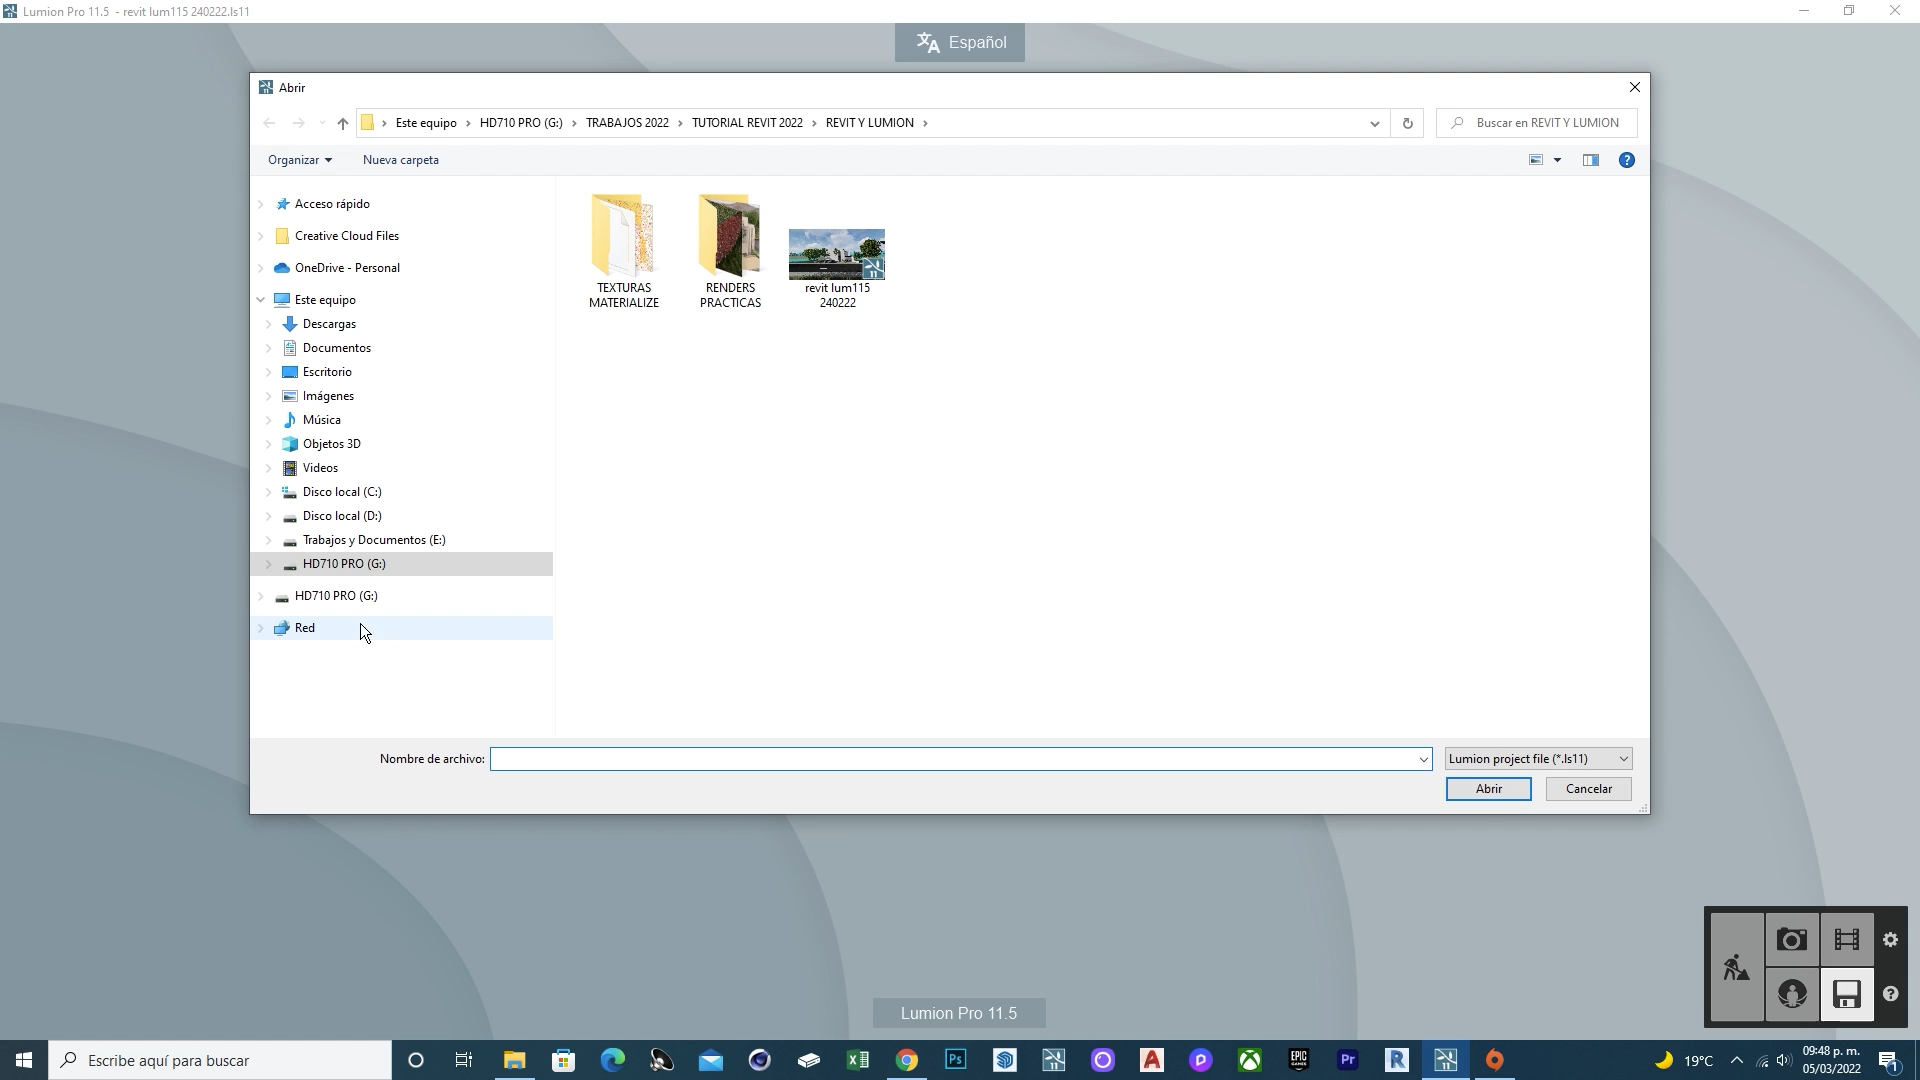 Lumion Pro 11.5 - revit lum115 240222.ls11
Español
Abrir
Este equipo > HD710 PRO (G:) > TRABAJOS 2022 > TUTORIAL REVIT 2022 > REVIT Y LUMION >
Buscar en REVIT Y LUMION
Organizar
Nueva carpeta
Acceso rápido
Creative Cloud Files
OneDrive - Personal
Este equipo
Descargas
Documentos
Escritorio
Imágenes
Música
Objetos 3D
Videos
Disco local (C:)
Disco local (D:)
Trabajos y Documentos (E:)
HD710 PRO (G:)
HD710 PRO (G:)
Red
TEXTURAS
MATERIALIZE
RENDERS
PRACTICAS
revit lum115
240222
Nombre de archivo:
Lumion project file (*.ls11)
Abrir
Cancelar
Lumion Pro 11.5
Escribe aquí para buscar
19°C
09:48 p. m.
05/03/2022